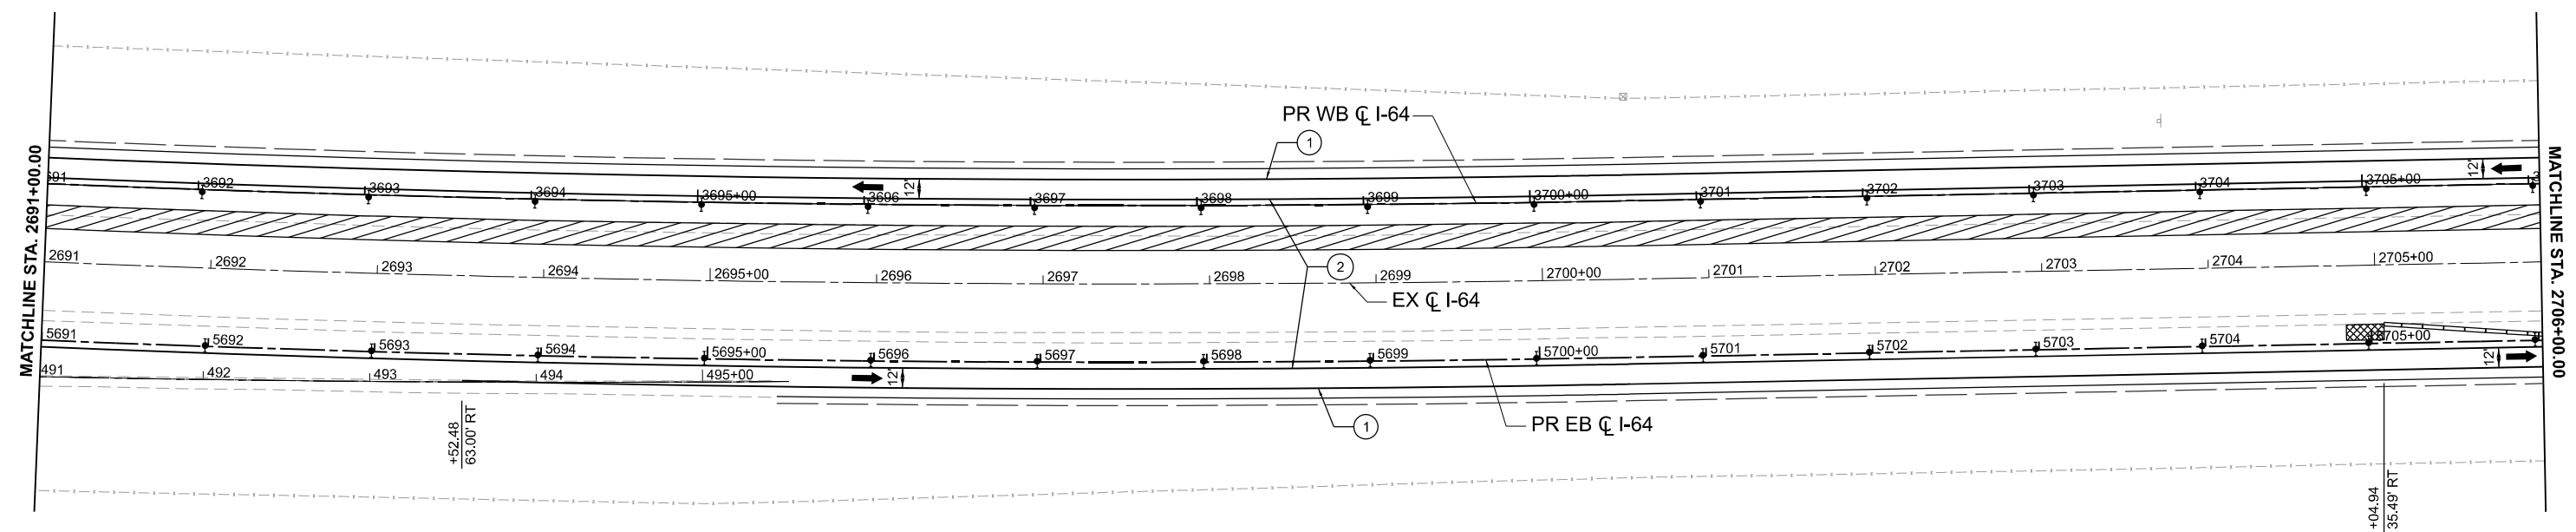 MATCHLINE STA. 2691+00.00
PR WB ℄ I-64
1
12'
12'
691 3692 3693 3694 3695+00 3696 3697 3698 3699 3700+00 3701 3702 3703 3704 3705+00
2691 2692 2693 2694 2695+00 2696 2697 2698 2699 2700+00 2701 2702 2703 2704 2705+00
2
EX ℄ I-64
5691 5692 5693 5694 5695+00 5696 5697 5698 5699 5700+00 5701 5702 5703 5704 5705+00
491 492 493 494 495+00
12'
12'
1
PR EB ℄ I-64
+52.48
63.00' RT
+04.94
35.49' RT
MATCHLINE STA. 2706+00.00